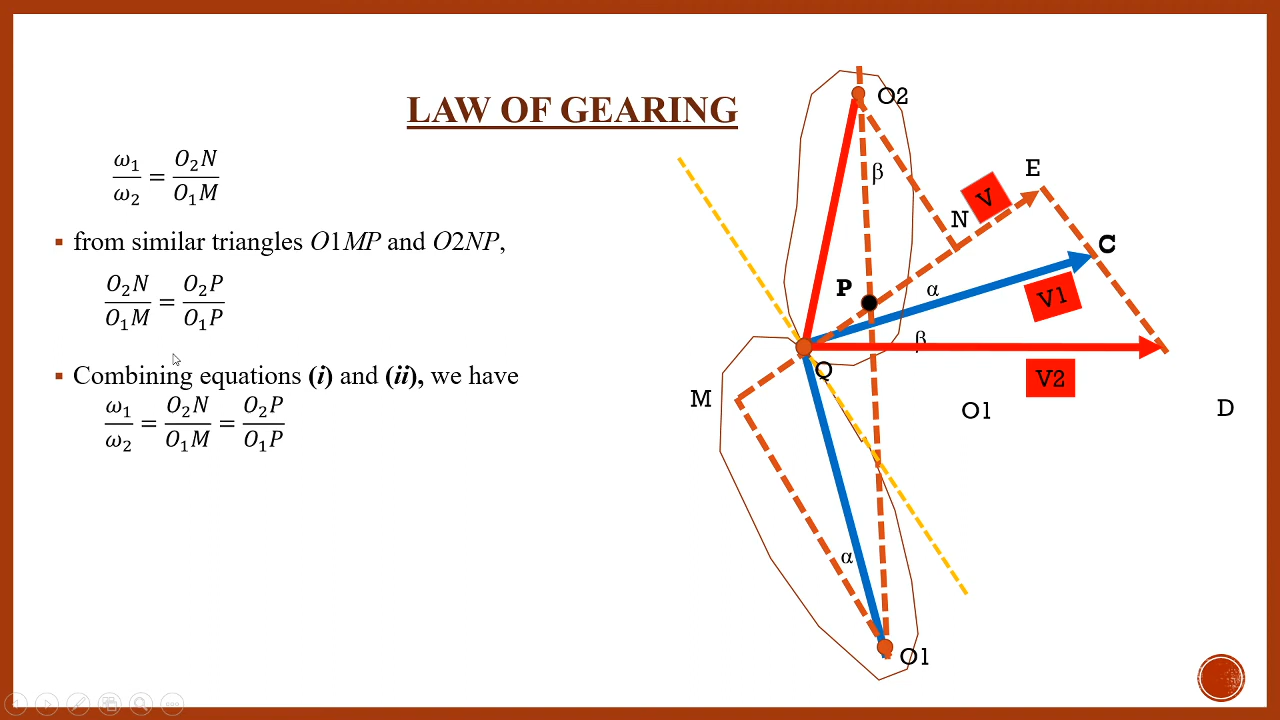 LAW OF GEARING
ω₁/ω₂ = O₂N/O₁M
▪ from similar triangles O1MP and O2NP,
O₂N/O₁M = O₂P/O₁P
▪ Combining equations (i) and (ii), we have
ω₁/ω₂ = O₂N/O₁M = O₂P/O₁P
O2
β
E
V
N
C
P
α
V1
β
Q
V2
M
O1
D
α
O1